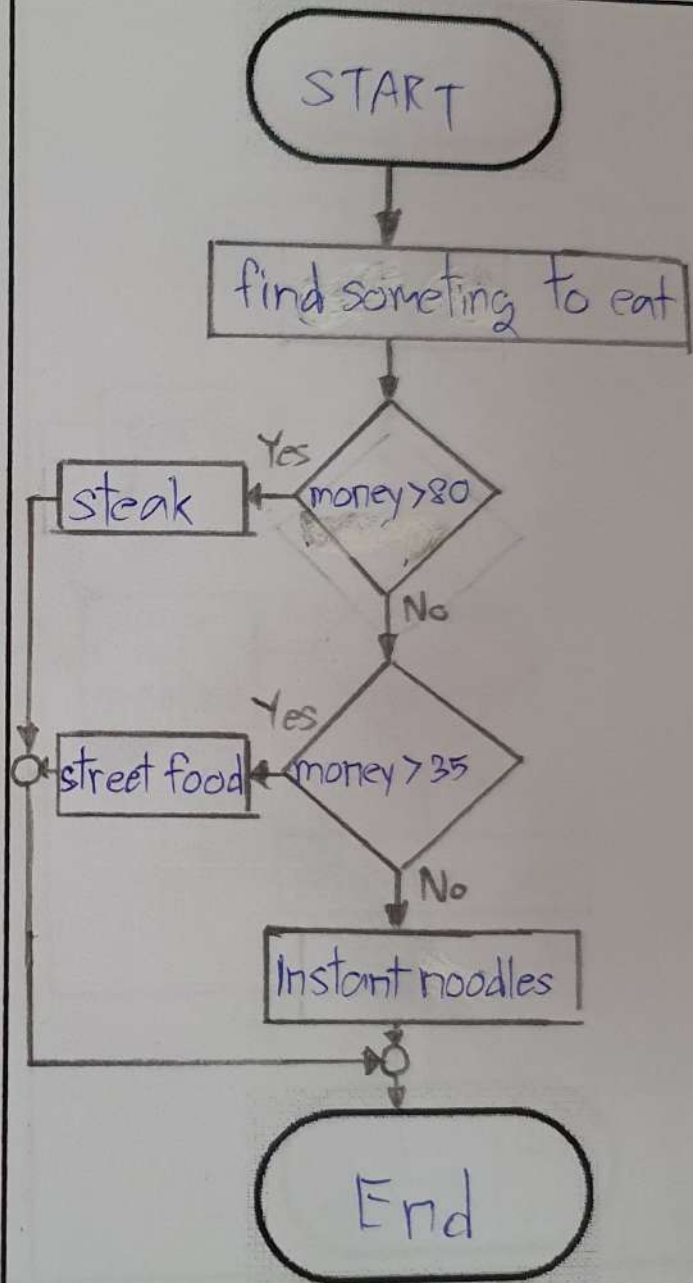 START
find someting to eat
Yes
money>80
steak
No
Yes
money>35
street food
No
Instant noodles
End